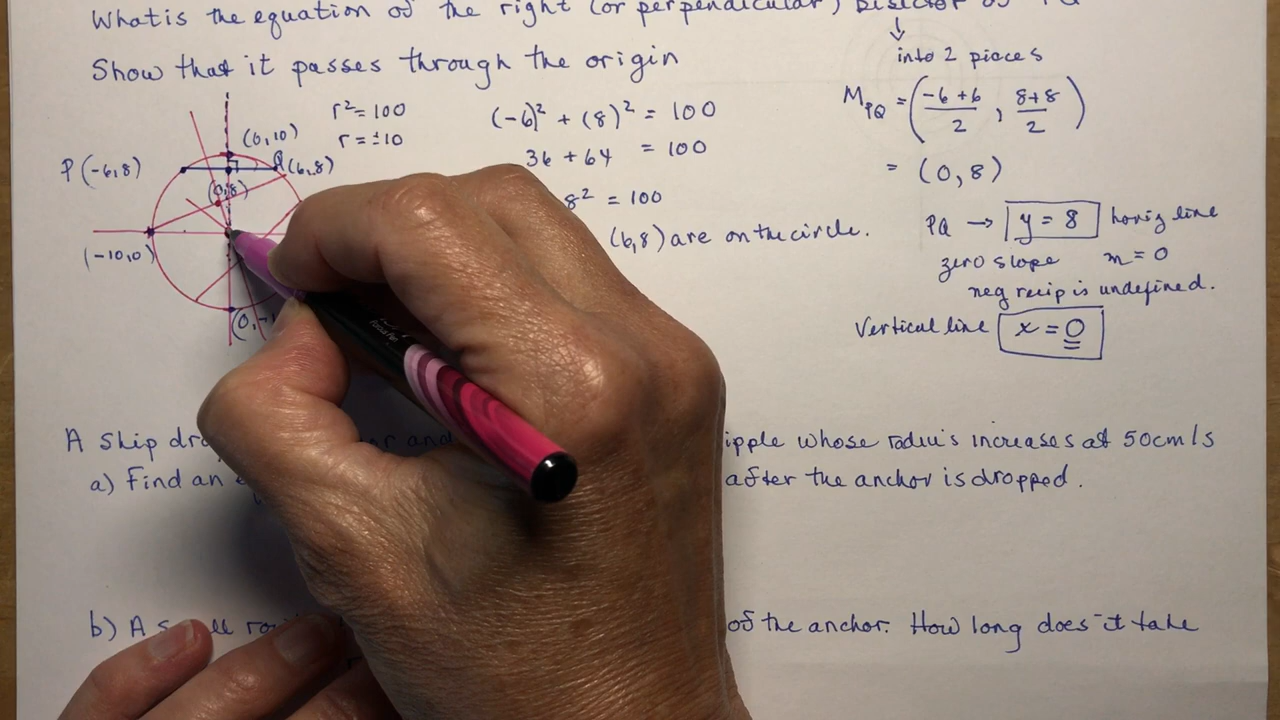 What is the equation of the right (or perpendicular) bisector of PQ
↓
into 2 pieces
Show that it passes through the origin
r² = 100
r = ±10
(0,10)
P(-6,8)
Q(6,8)
(0,8)
(-10,0)
(0,-1
(-6)² + (8)² = 100
36 + 64 = 100
8² = 100
(6,8) are on the circle.
M_PQ = (-6+6/2, 8+8/2)
= (0,8)
PQ → y = 8 horiz line
zero slope m = 0
neg recip is undefined.
Vertical line x = 0
A ship and ipple whose radius increases at 50cm/s
a) Find an after the anchor is dropped.
b) A of the anchor. How long does it take